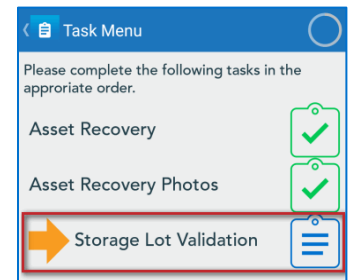 Task Menu
Please complete the following tasks in the
approriate order.
Asset Recovery
Asset Recovery Photos
Storage Lot Validation